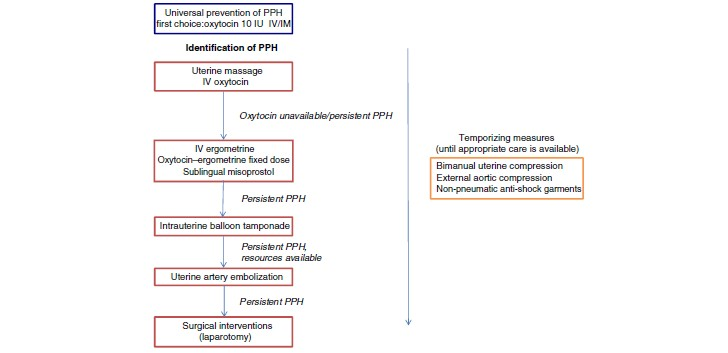 Universal prevention of PPH
first choice:oxytocin 10 IU IV/IM
Identification of PPH
Uterine massage
IV oxytocin
Oxytocin unavailable/persistent PPH
IV ergometrine
Oxytocin–ergometrine fixed dose
Sublingual misoprostol
Persistent PPH
Intrauterine balloon tamponade
Persistent PPH,
resources available
Uterine artery embolization
Persistent PPH
Surgical interventions
(laparotomy)
Temporizing measures
(until appropriate care is available)
Bimanual uterine compression
External aortic compression
Non-pneumatic anti-shock garments